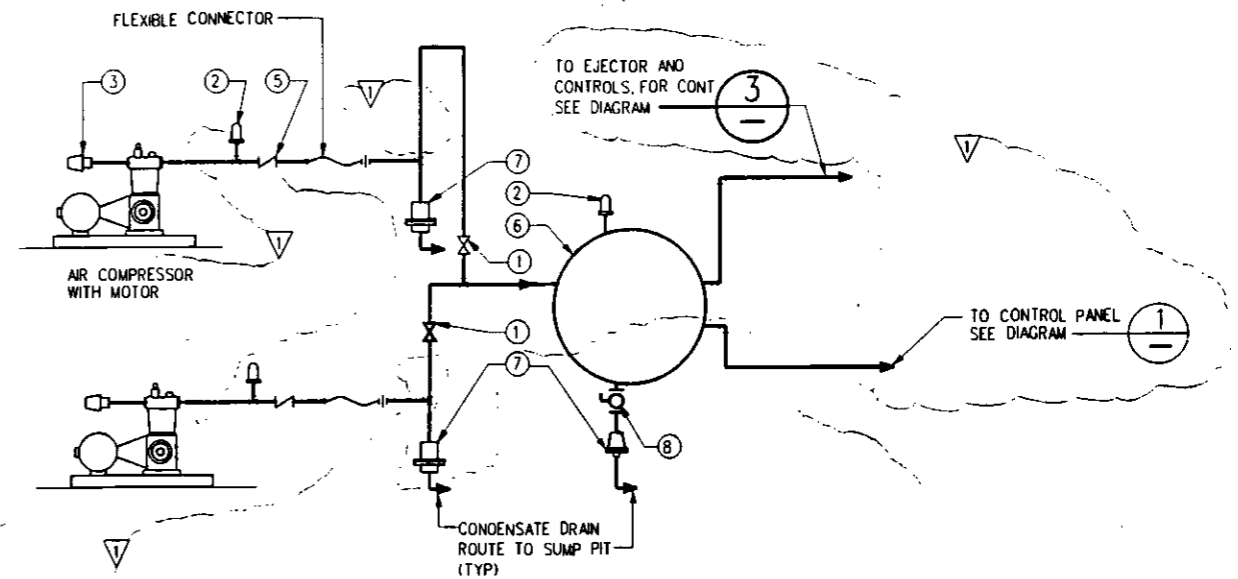 FLEXIBLE CONNECTOR
3
2
5
1
TO EJECTOR AND
CONTROLS, FOR CONT
SEE DIAGRAM
3
1
7
2
6
1
1
AIR COMPRESSOR
WITH MOTOR
1
TO CONTROL PANEL
SEE DIAGRAM
1
7
8
CONDENSATE DRAIN
ROUTE TO SUMP PIT
(TYP)
1